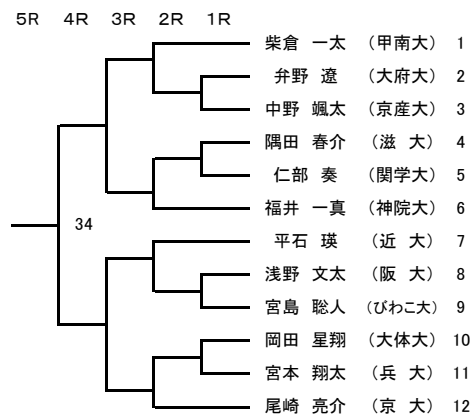 5R 4R 3R 2R 1R
柴倉 一太 (甲南大) 1
弁野 遼 (大府大) 2
中野 颯太 (京産大) 3
隅田 春介 (滋 大) 4
仁部 奏 (関学大) 5
福井 一真 (神院大) 6
34
平石 瑛 (近 大) 7
浅野 文太 (阪 大) 8
宮島 聡人 (びわこ大) 9
岡田 星翔 (大体大) 10
宮本 翔太 (兵 大) 11
尾崎 亮介 (京 大) 12